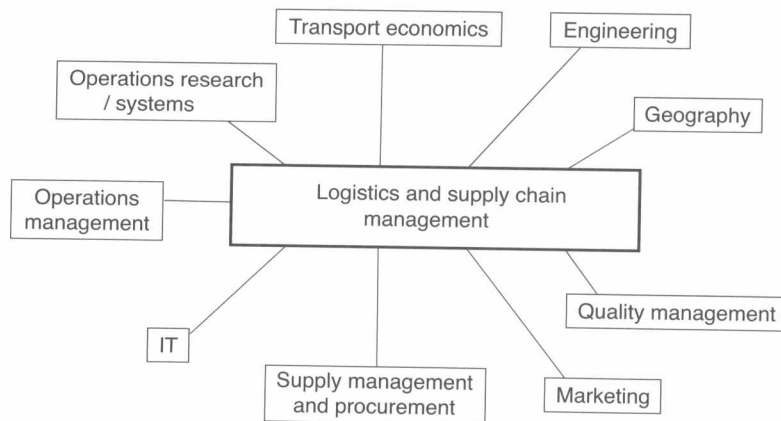 Transport economics
Engineering
Operations research
/ systems
Geography
Logistics and supply chain
management
Operations
management
Quality management
IT
Supply management
and procurement
Marketing